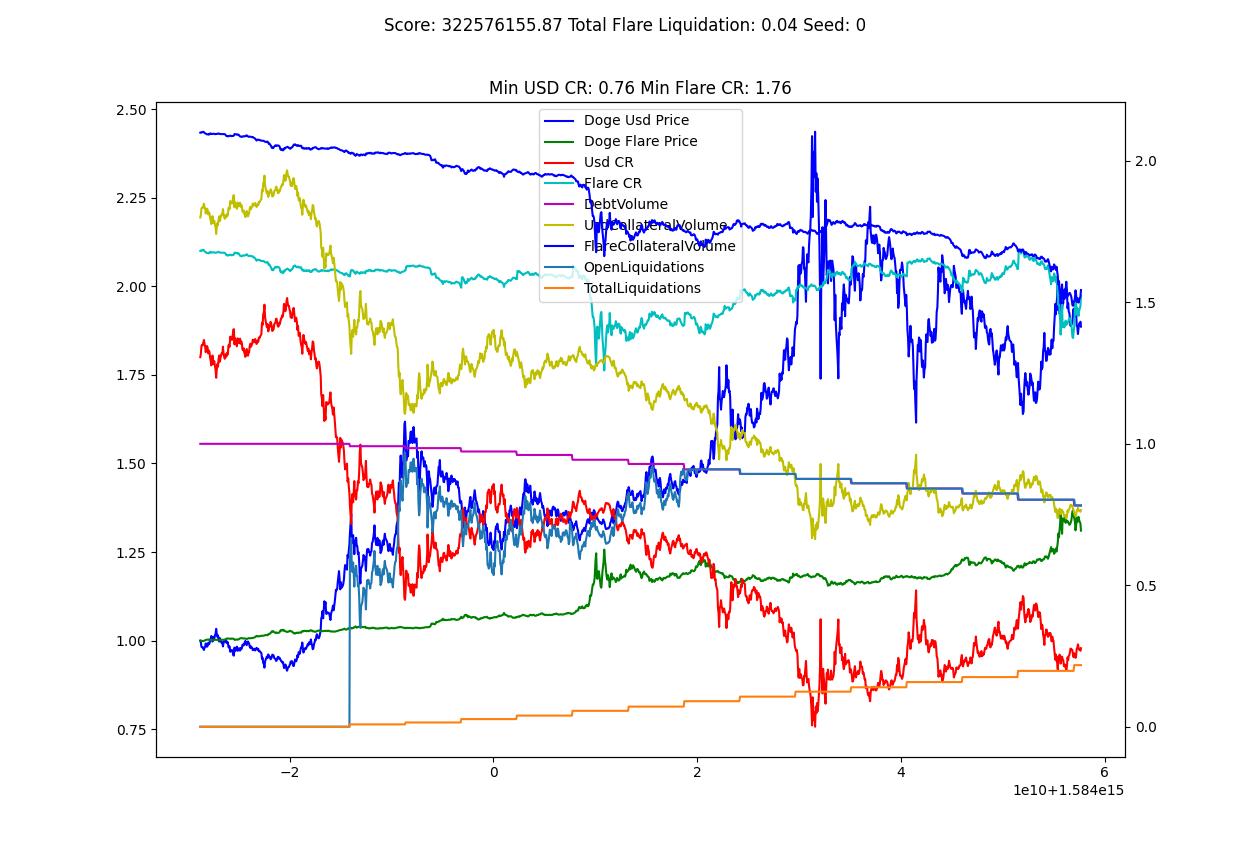 Score: 322576155.87 Total Flare Liquidation: 0.04 Seed: 0
Min USD CR: 0.76 Min Flare CR: 1.76
Doge Usd Price
Doge Flare Price
Usd CR
Flare CR
DebtVolume
UsdCollateralVolume
FlareCollateralVolume
OpenLiquidations
TotalLiquidations
2.50
2.25
2.00
1.75
1.50
1.25
1.00
0.75
2.0
1.5
1.0
0.5
0.0
−2 0 2 4 6
1e10+1.584e15